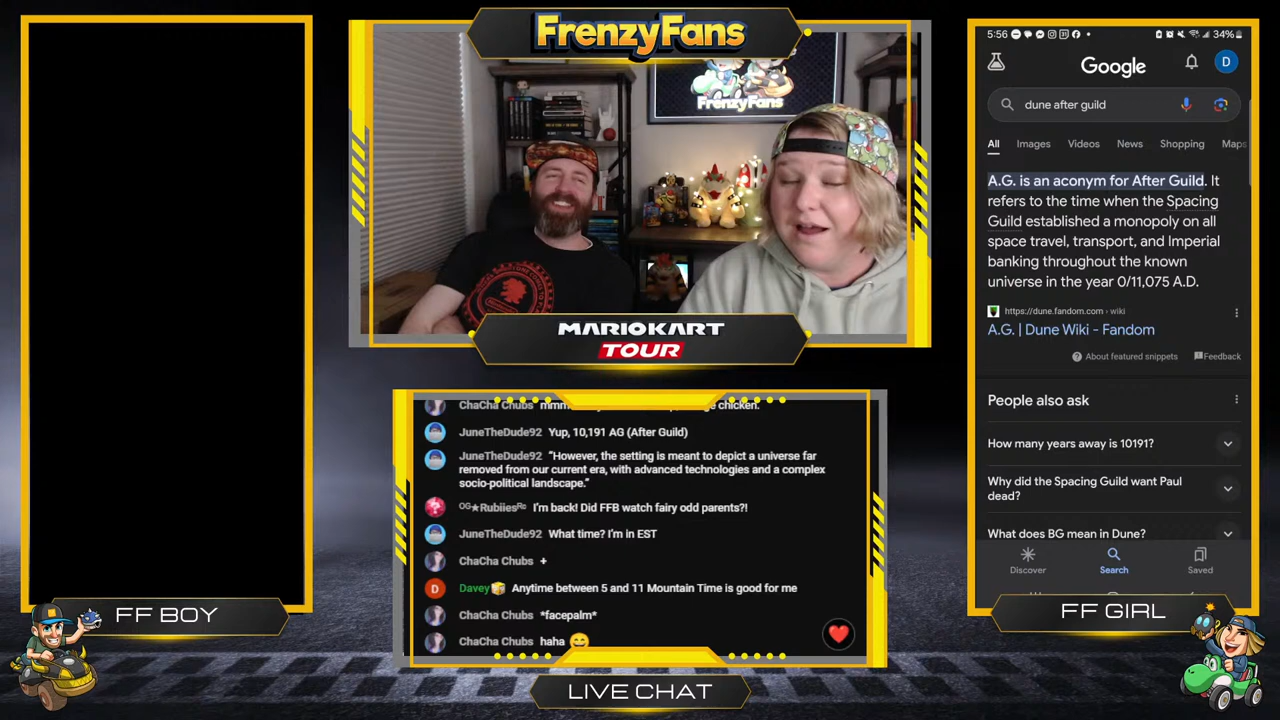 FrenzyFans
FrenzyFans
MARIOKART
TOUR
ChaCha Chubs
chicken.
JuneTheDude92 Yup, 10,191 AG (After Guild)
JuneTheDude92 “However, the setting is meant to depict a universe far
removed from our current era, with advanced technologies and a complex
socio-political landscape.”
OG★Rubiies I'm back! Did FFB watch fairy odd parents?!
JuneTheDude92 What time? I'm in EST
ChaCha Chubs +
D Davey Anytime between 5 and 11 Mountain Time is good for me
ChaCha Chubs *facepalm*
ChaCha Chubs haha
LIVE CHAT
FF BOY
5:56
34%
Google
D
dune after guild
All Images Videos News Shopping Maps
A.G. is an aconym for After Guild. It
refers to the time when the Spacing
Guild established a monopoly on all
space travel, transport, and Imperial
banking throughout the known
universe in the year 0/11,075 A.D.
https://dune.fandom.com › wiki
A.G. | Dune Wiki - Fandom
About featured snippets Feedback
People also ask
How many years away is 10191?
Why did the Spacing Guild want Paul
dead?
What does BG mean in Dune?
Discover Search Saved
FF GIRL